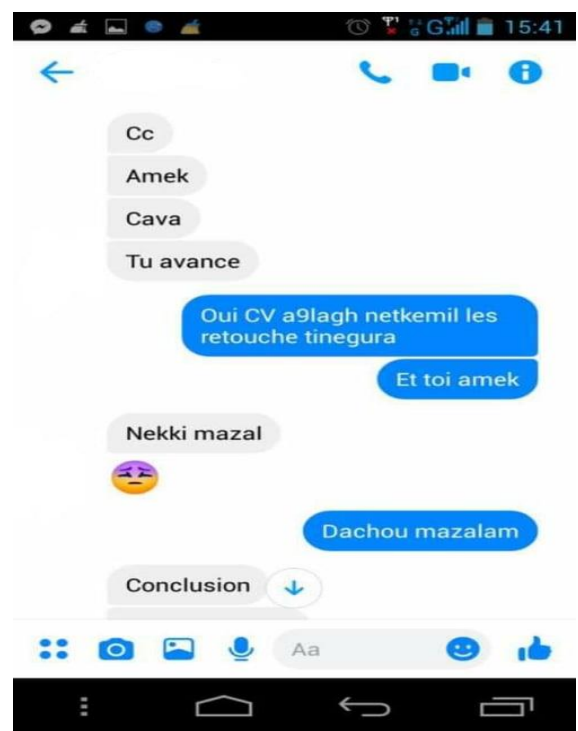 15:41
Cc
Amek
Cava
Tu avance
Oui CV a9lagh netkemil les
retouche tinegura
Et toi amek
Nekki mazal
Dachou mazalam
Conclusion
Aa